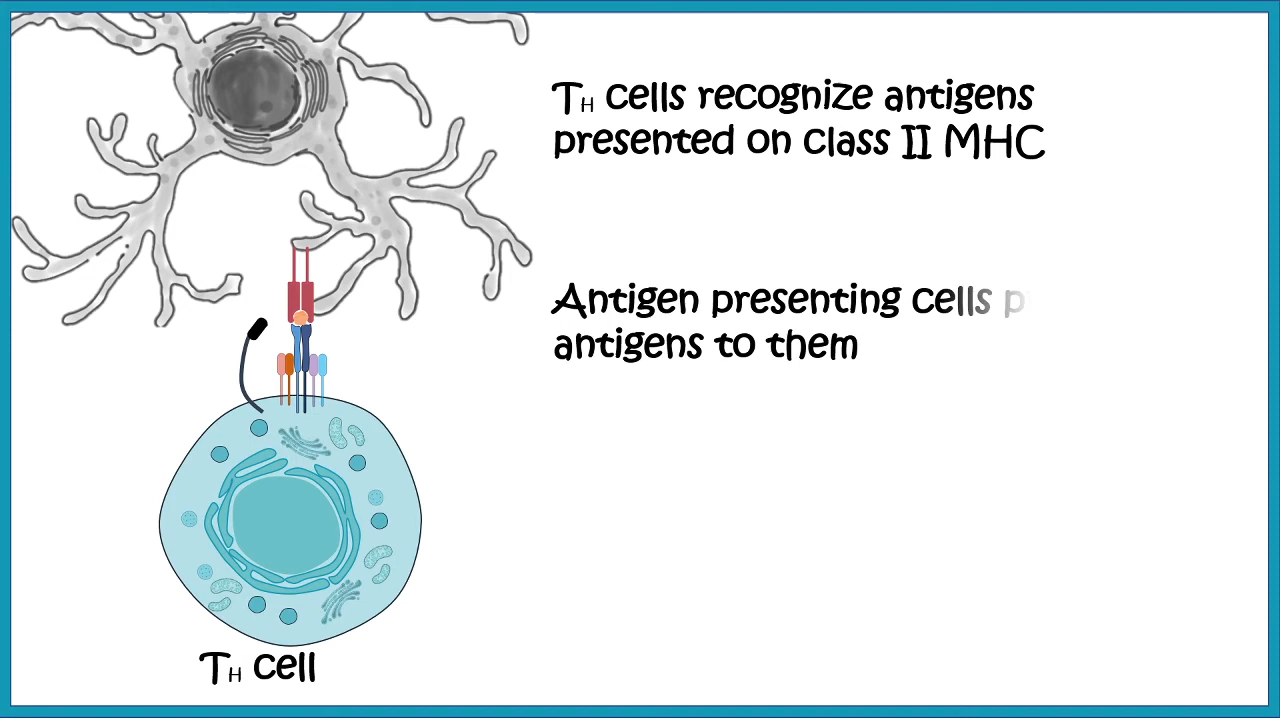 TH cells recognize antigens
presented on class II MHC
Antigen presenting cells p
antigens to them
TH cell